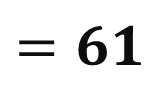 = 61